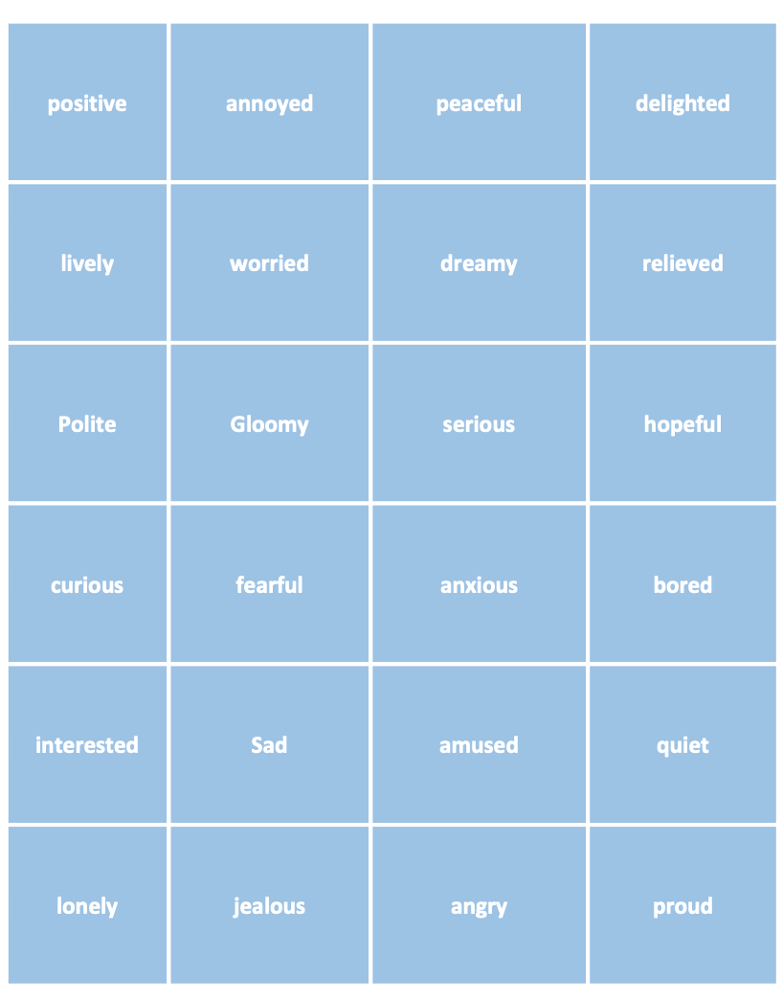 positive annoyed peaceful delighted
lively worried dreamy relieved
Polite Gloomy serious hopeful
curious fearful anxious bored
interested Sad amused quiet
lonely jealous angry proud